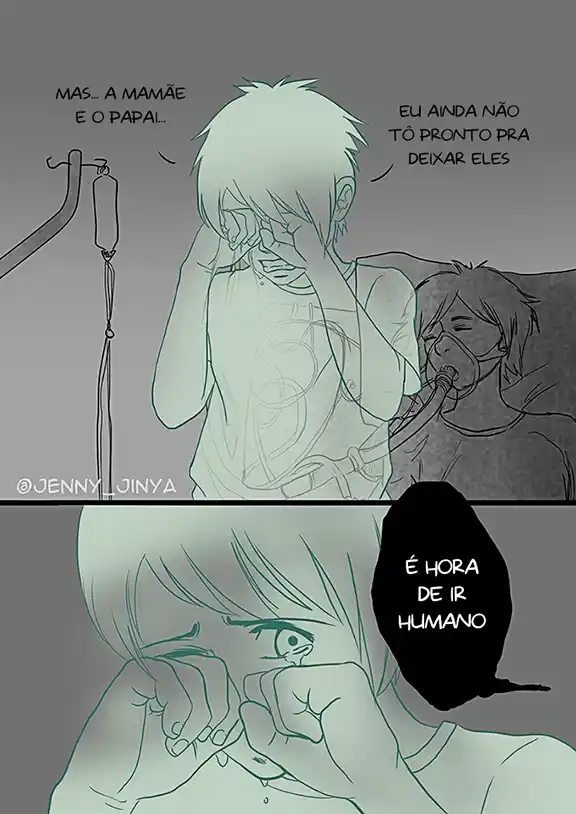 MAS... A MAMÃE
E O PAPAI...
EU AINDA NÃO
TÔ PRONTO PRA
DEIXAR ELES
@JENNY_JINYA
É HORA
DE IR
HUMANO